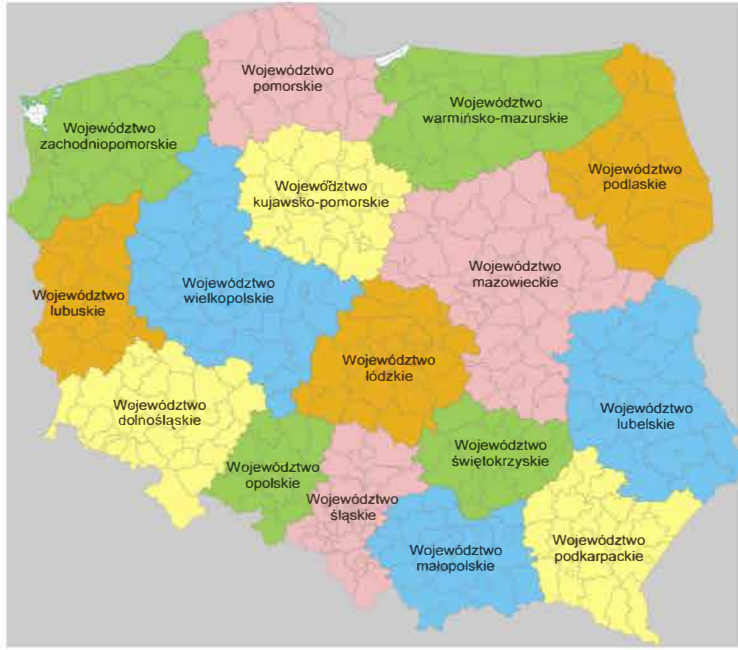 Województwo
pomorskie
Województwo
zachodniopomorskie
Województwo
warmińsko-mazurskie
Województwo
podlaskie
Województwo
kujawsko-pomorskie
Województwo
mazowieckie
Województwo
wielkopolskie
Województwo
lubuskie
Województwo
łódzkie
Województwo
dolnośląskie
Województwo
lubelskie
Województwo
opolskie
Województwo
świętokrzyskie
Województwo
śląskie
Województwo
małopolskie
Województwo
podkarpackie